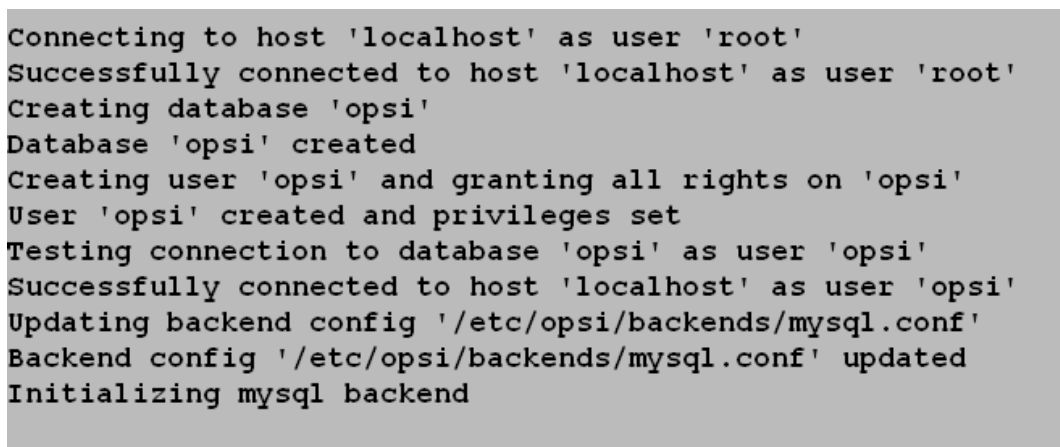 Connecting to host 'localhost' as user 'root'
Successfully connected to host 'localhost' as user 'root'
Creating database 'opsi'
Database 'opsi' created
Creating user 'opsi' and granting all rights on 'opsi'
User 'opsi' created and privileges set
Testing connection to database 'opsi' as user 'opsi'
Successfully connected to host 'localhost' as user 'opsi'
Updating backend config '/etc/opsi/backends/mysql.conf'
Backend config '/etc/opsi/backends/mysql.conf' updated
Initializing mysql backend